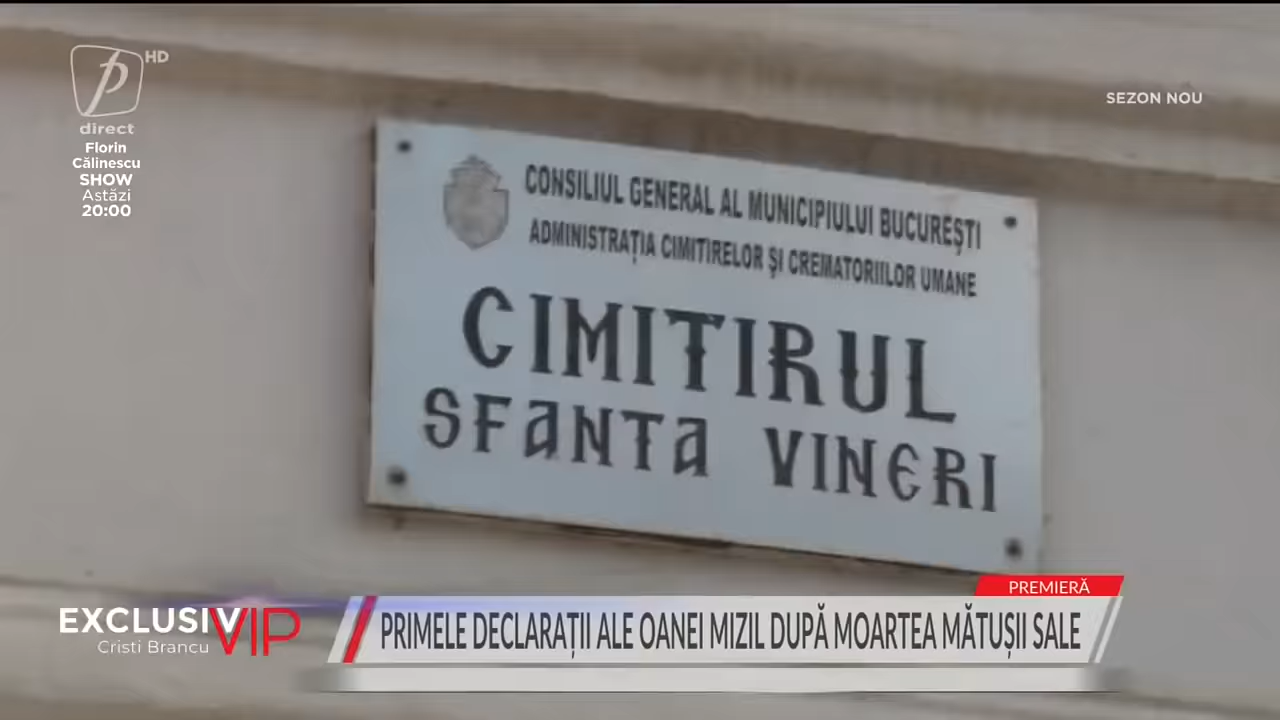 HD
direct
Florin
Călinescu
SHOW
Astăzi
20:00
SEZON NOU
CONSILIUL GENERAL AL MUNICIPIULUI BUCUREȘTI
ADMINISTRAȚIA CIMITIRELOR ȘI CREMATORIILOR UMANE
CIMITIRUL
SFANTA VINERI
PREMIERĂ
EXCLUSIV VIP
Cristi Brancu
PRIMELE DECLARAȚII ALE OANEI MIZIL DUPĂ MOARTEA MĂTUȘII SALE